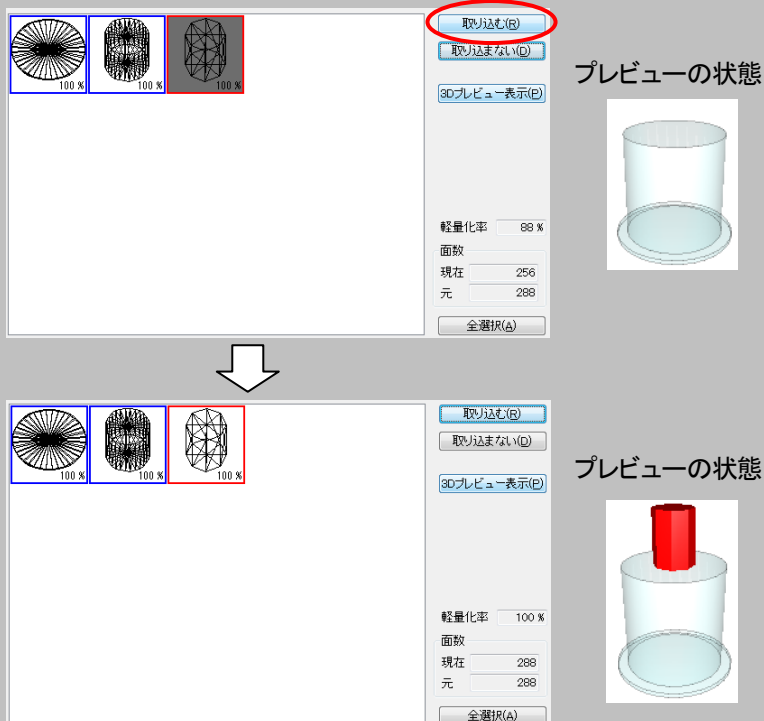 100 %
100 %
100 %
取り込む(R)
取り込まない(D)
3Dプレビュー表示(P)
軽量化率 88 %
面数
現在 256
元 288
全選択(A)
プレビューの状態
100 %
100 %
100 %
取り込む(R)
取り込まない(D)
3Dプレビュー表示(P)
軽量化率 100 %
面数
現在 288
元 288
全選択(A)
プレビューの状態